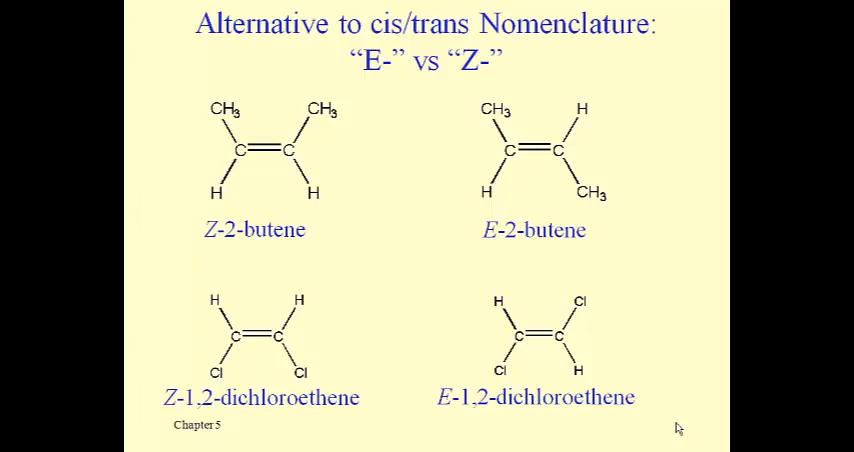 Alternative to cis/trans Nomenclature:
“E-” vs “Z-”
CH₃ CH₃
C C
H H
Z-2-butene
CH₃ H
C C
H CH₃
E-2-butene
H H
C C
Cl Cl
Z-1,2-dichloroethene
H Cl
C C
Cl H
E-1,2-dichloroethene
Chapter 5